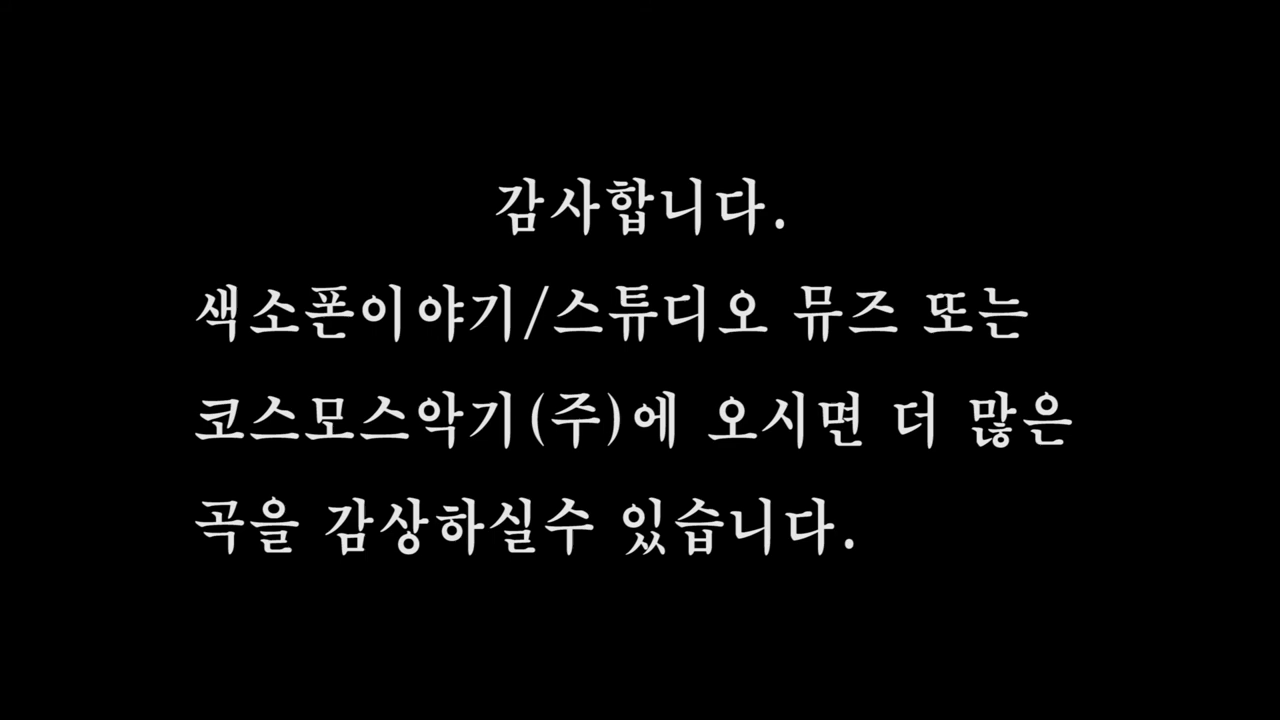 감사합니다.
색소폰이야기/스튜디오 뮤즈 또는
코스모스악기(주)에 오시면 더 많은
곡을 감상하실수 있습니다.